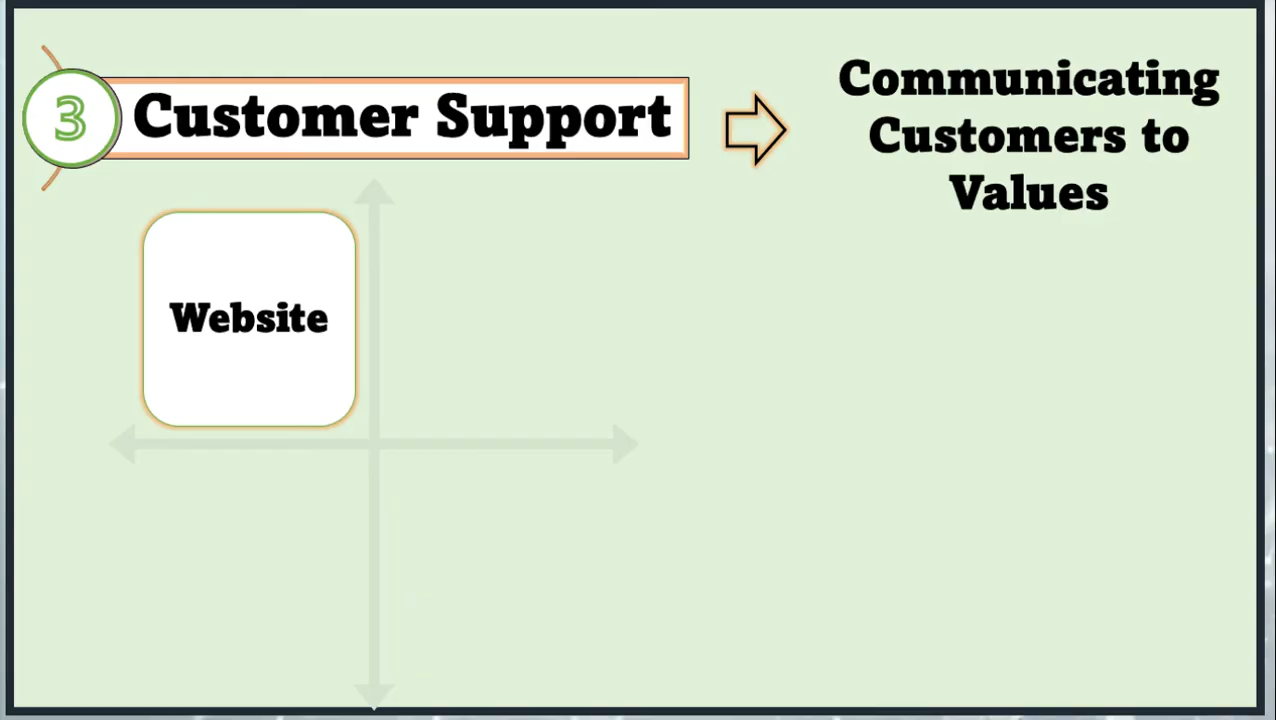 3
Customer Support
Communicating
Customers to
Values
Website